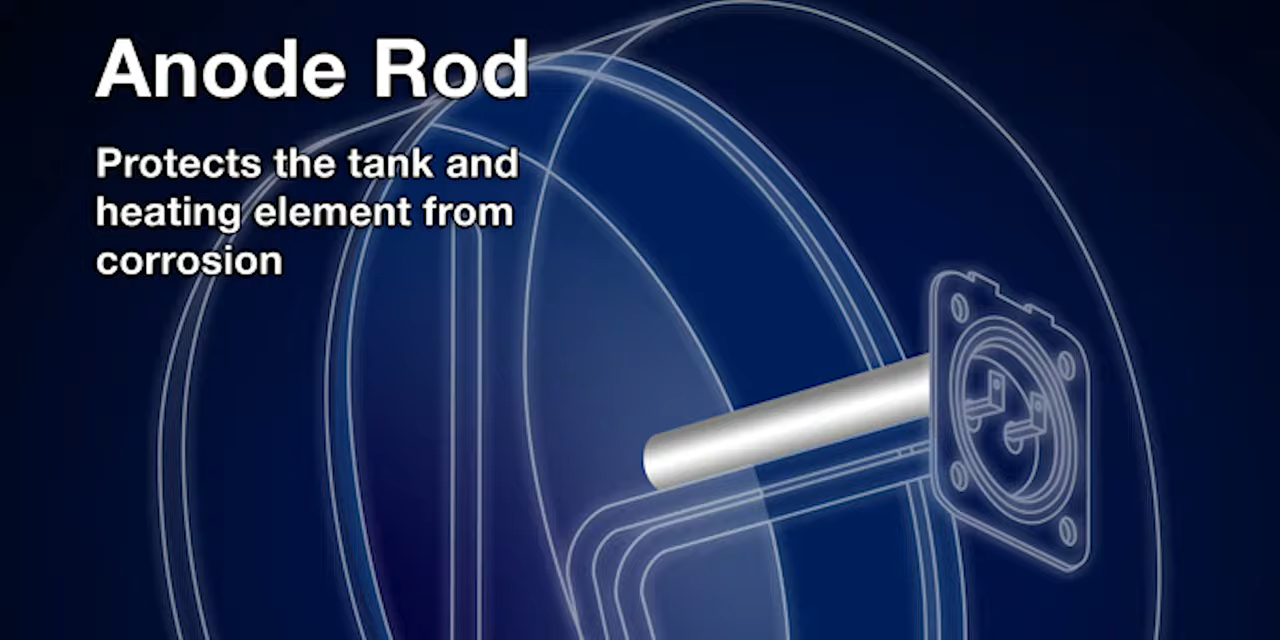 Anode Rod
Protects the tank and
heating element from
corrosion